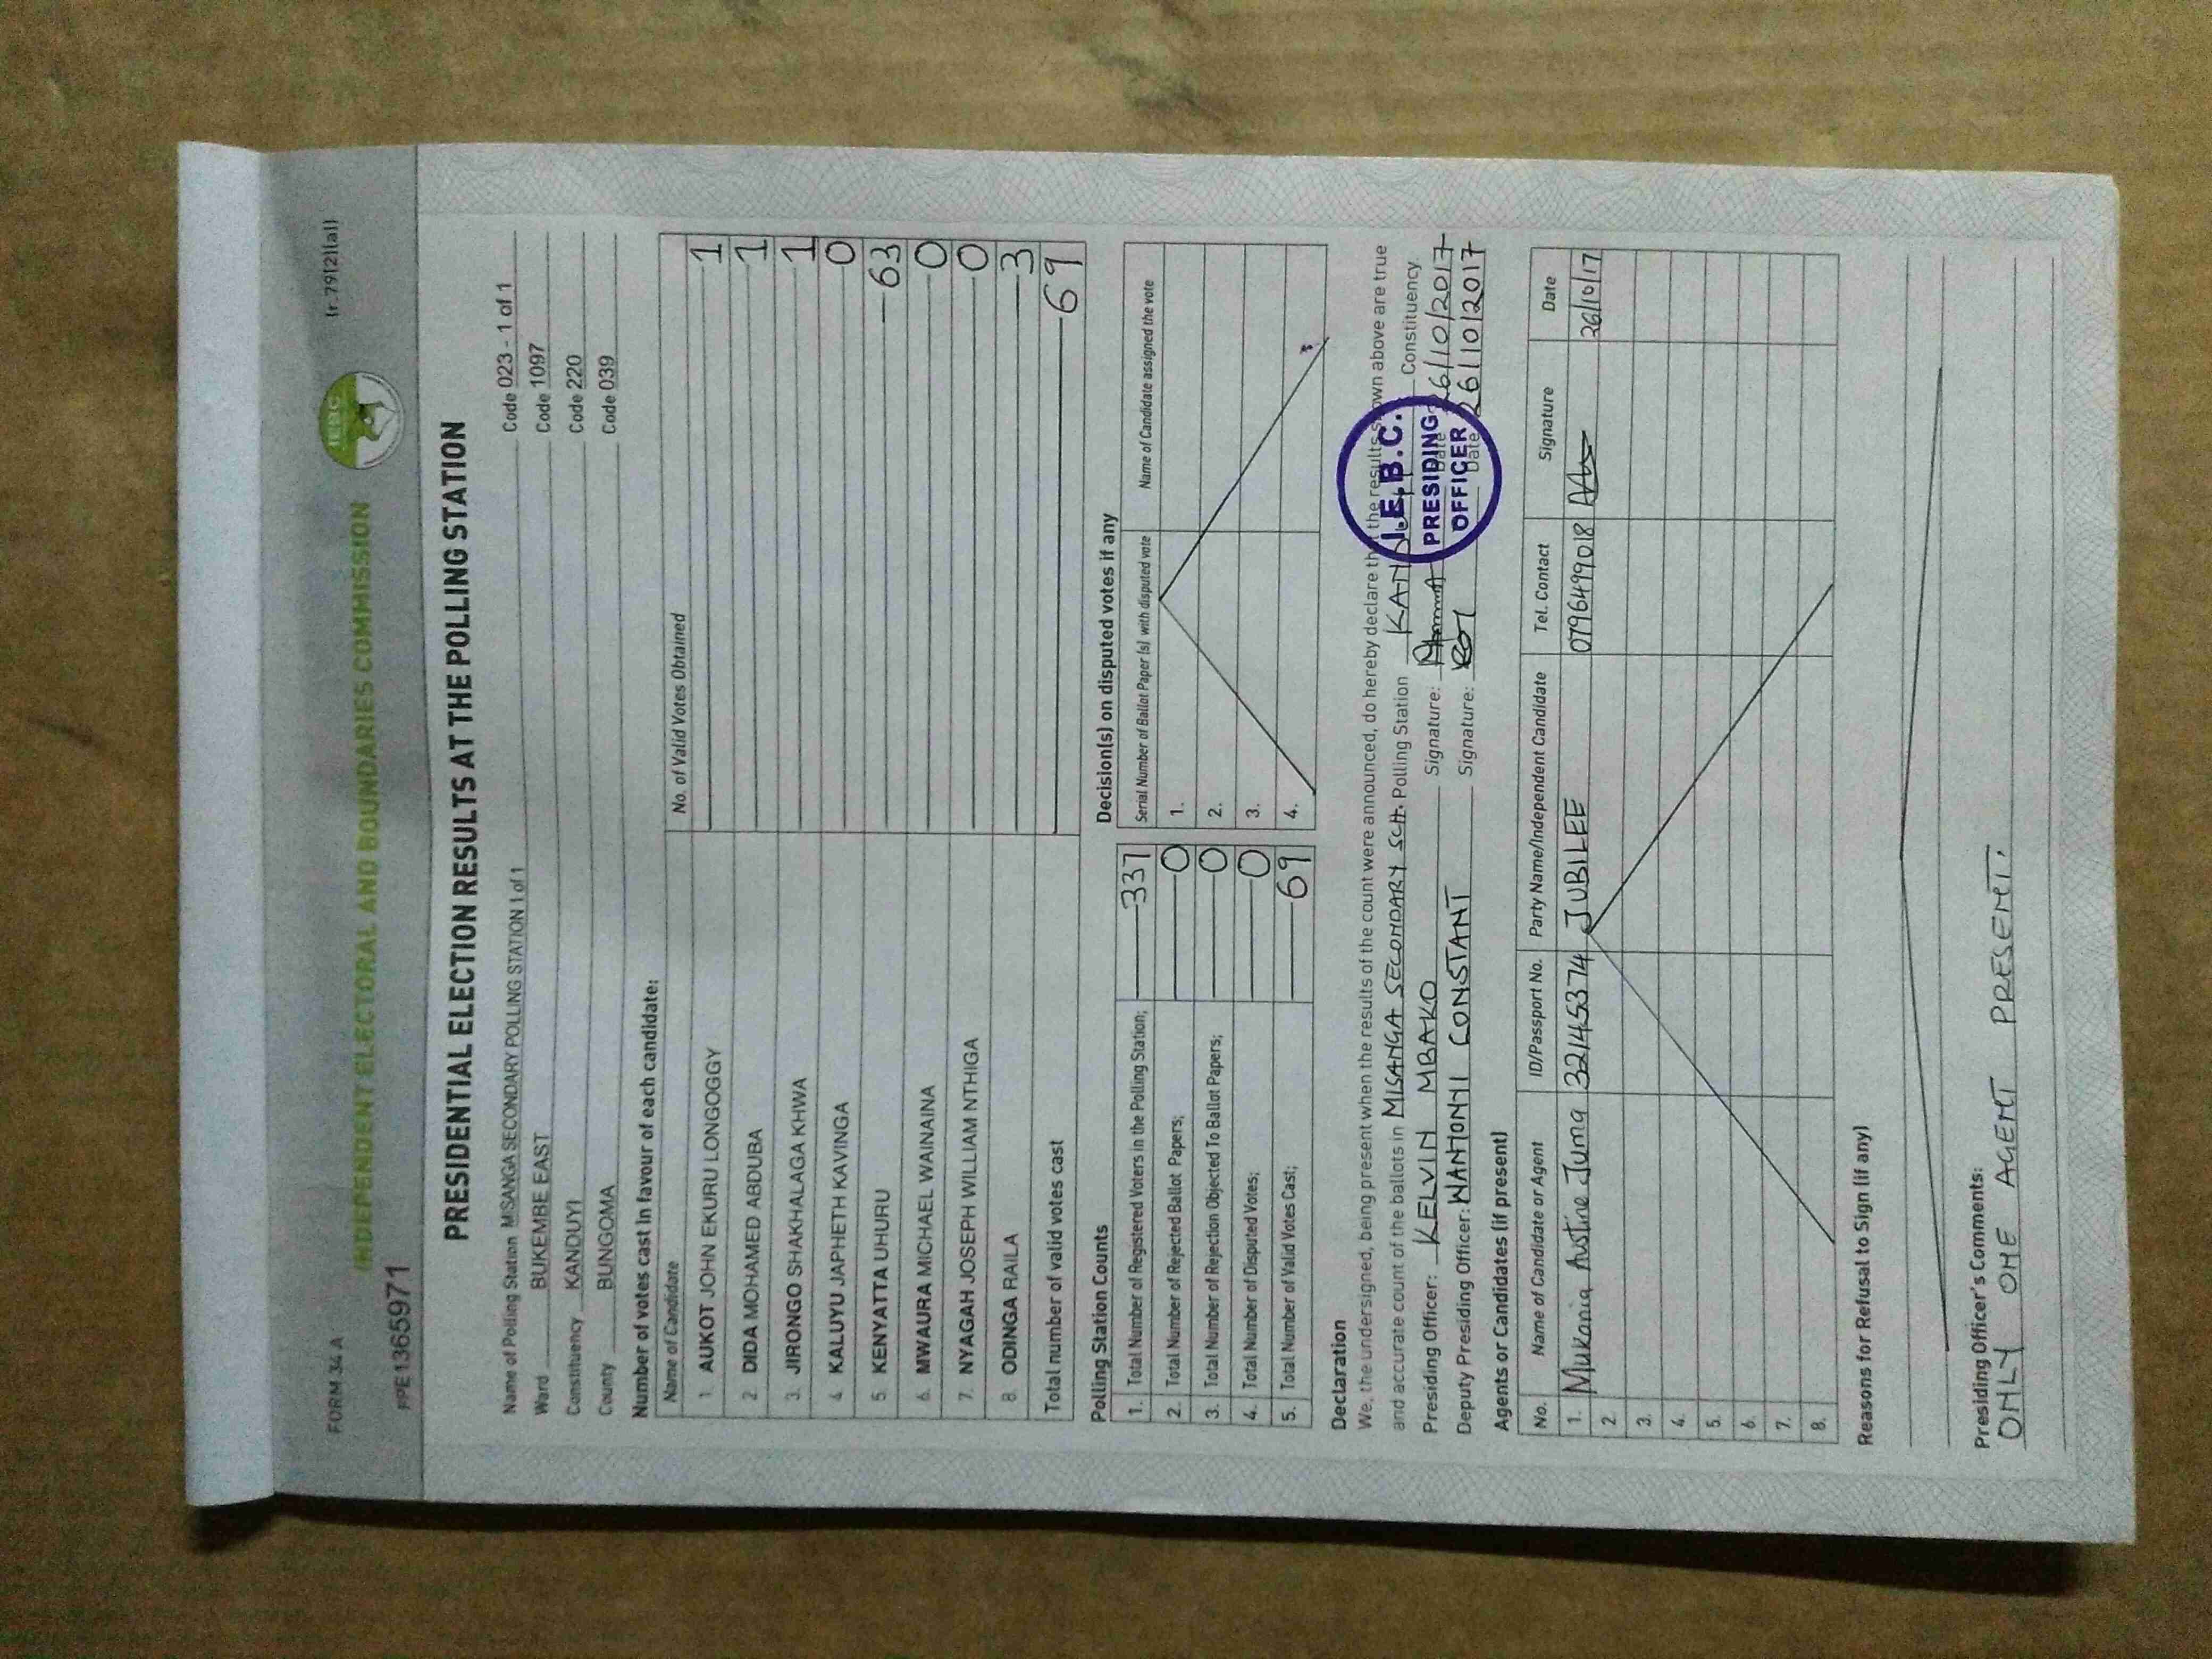 FORM 34 A
(r.79(2)(a))
INDEPENDENT ELECTORAL AND BOUNDARIES COMMISSION
IEBC
PPE1365971
PRESIDENTIAL ELECTION RESULTS AT THE POLLING STATION
Name of Polling Station MISANGA SECONDARY POLLING STATION 1 of 1 Code 023 - 1 of 1
Ward BUKEMBE EAST Code 1097
Constituency KANDUYI Code 220
County BUNGOMA Code 039
Number of votes cast in favour of each candidate:
Name of Candidate No. of Valid Votes Obtained
1. AUKOT JOHN EKURU LONGOGGY 1
2 DIDA MOHAMED ABDUBA 1
3. JIRONGO SHAKHALAGA KHWA 1
4 KALUYU JAPHETH KAVINGA 0
5 KENYATTA UHURU 63
6. MWAURA MICHAEL WAINAINA 0
7. NYAGAH JOSEPH WILLIAM NTHIGA 0
8. ODINGA RAILA 3
Total number of valid votes cast 69
Polling Station Counts
1. Total Number of Registered Voters in the Polling Station; 337
2. Total Number of Rejected Ballot Papers; 0
3. Total Number of Rejection Objected To Ballot Papers; 0
4. Total Number of Disputed Votes; 0
5. Total Number of Valid Votes Cast; 69
Decision(s) on disputed votes if any
Serial Number of Ballot Paper (s) with disputed vote Name of Candidate assigned the vote
1.
2.
3.
4.
Declaration
We, the undersigned, being present when the results of the count were announced, do hereby declare that the results shown above are true
and accurate count of the ballots in MISANGA SECONDARY SCH. Polling Station Constituency.
Presiding Officer: KELVIN MBAKO Signature: Date 26/10/2017
Deputy Presiding Officer: WANYONYI CONSTANT Signature: Date 26/10/2017
I.E.B.C.
PRESIDING
OFFICER
Agents or Candidates (if present)
No. Name of Candidate or Agent ID/Passport No. Party Name/Independent Candidate Tel. Contact Signature Date
1. Mukania Austine Juma 32145374 JUBILEE 0796499018 26/10/17
2.
3.
4.
5.
6.
7.
8.
Reasons for Refusal to Sign (if any)
Presiding Officer's Comments:
ONLY ONE AGENT PRESENT.